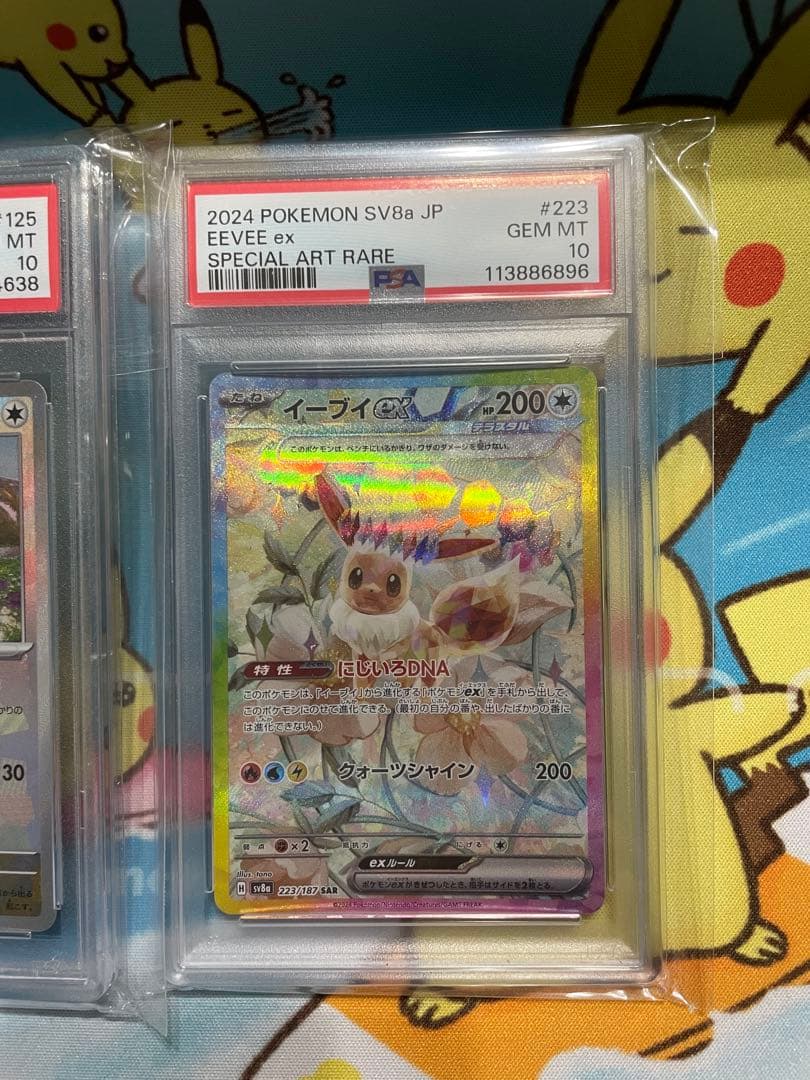 #125
MT
10
4638
30
2024 POKEMON SV8a JP #223
EEVEE ex GEM MT
SPECIAL ART RARE 10
PSA 113886896
たね イーブイex HP200
テラスタル
このポケモンは、ベンチにいるかぎり、ワザのダメージを受けない。
特性 にじいろDNA
このポケモンは、「イーブイ」から進化する「ポケモンex」を手札から出して、
このポケモンにのせて進化できる。(最初の自分の番や、出したばかりの番に
は進化できない。)
クォーツシャイン 200
弱点 ×2 抵抗力 にげる
exルール
ポケモンexがきぜつしたとき、相手はサイドを2枚とる。
Illus. tono
H sv8a 223/187 SAR
©2024 Pokémon/Nintendo/Creatures/GAME FREAK